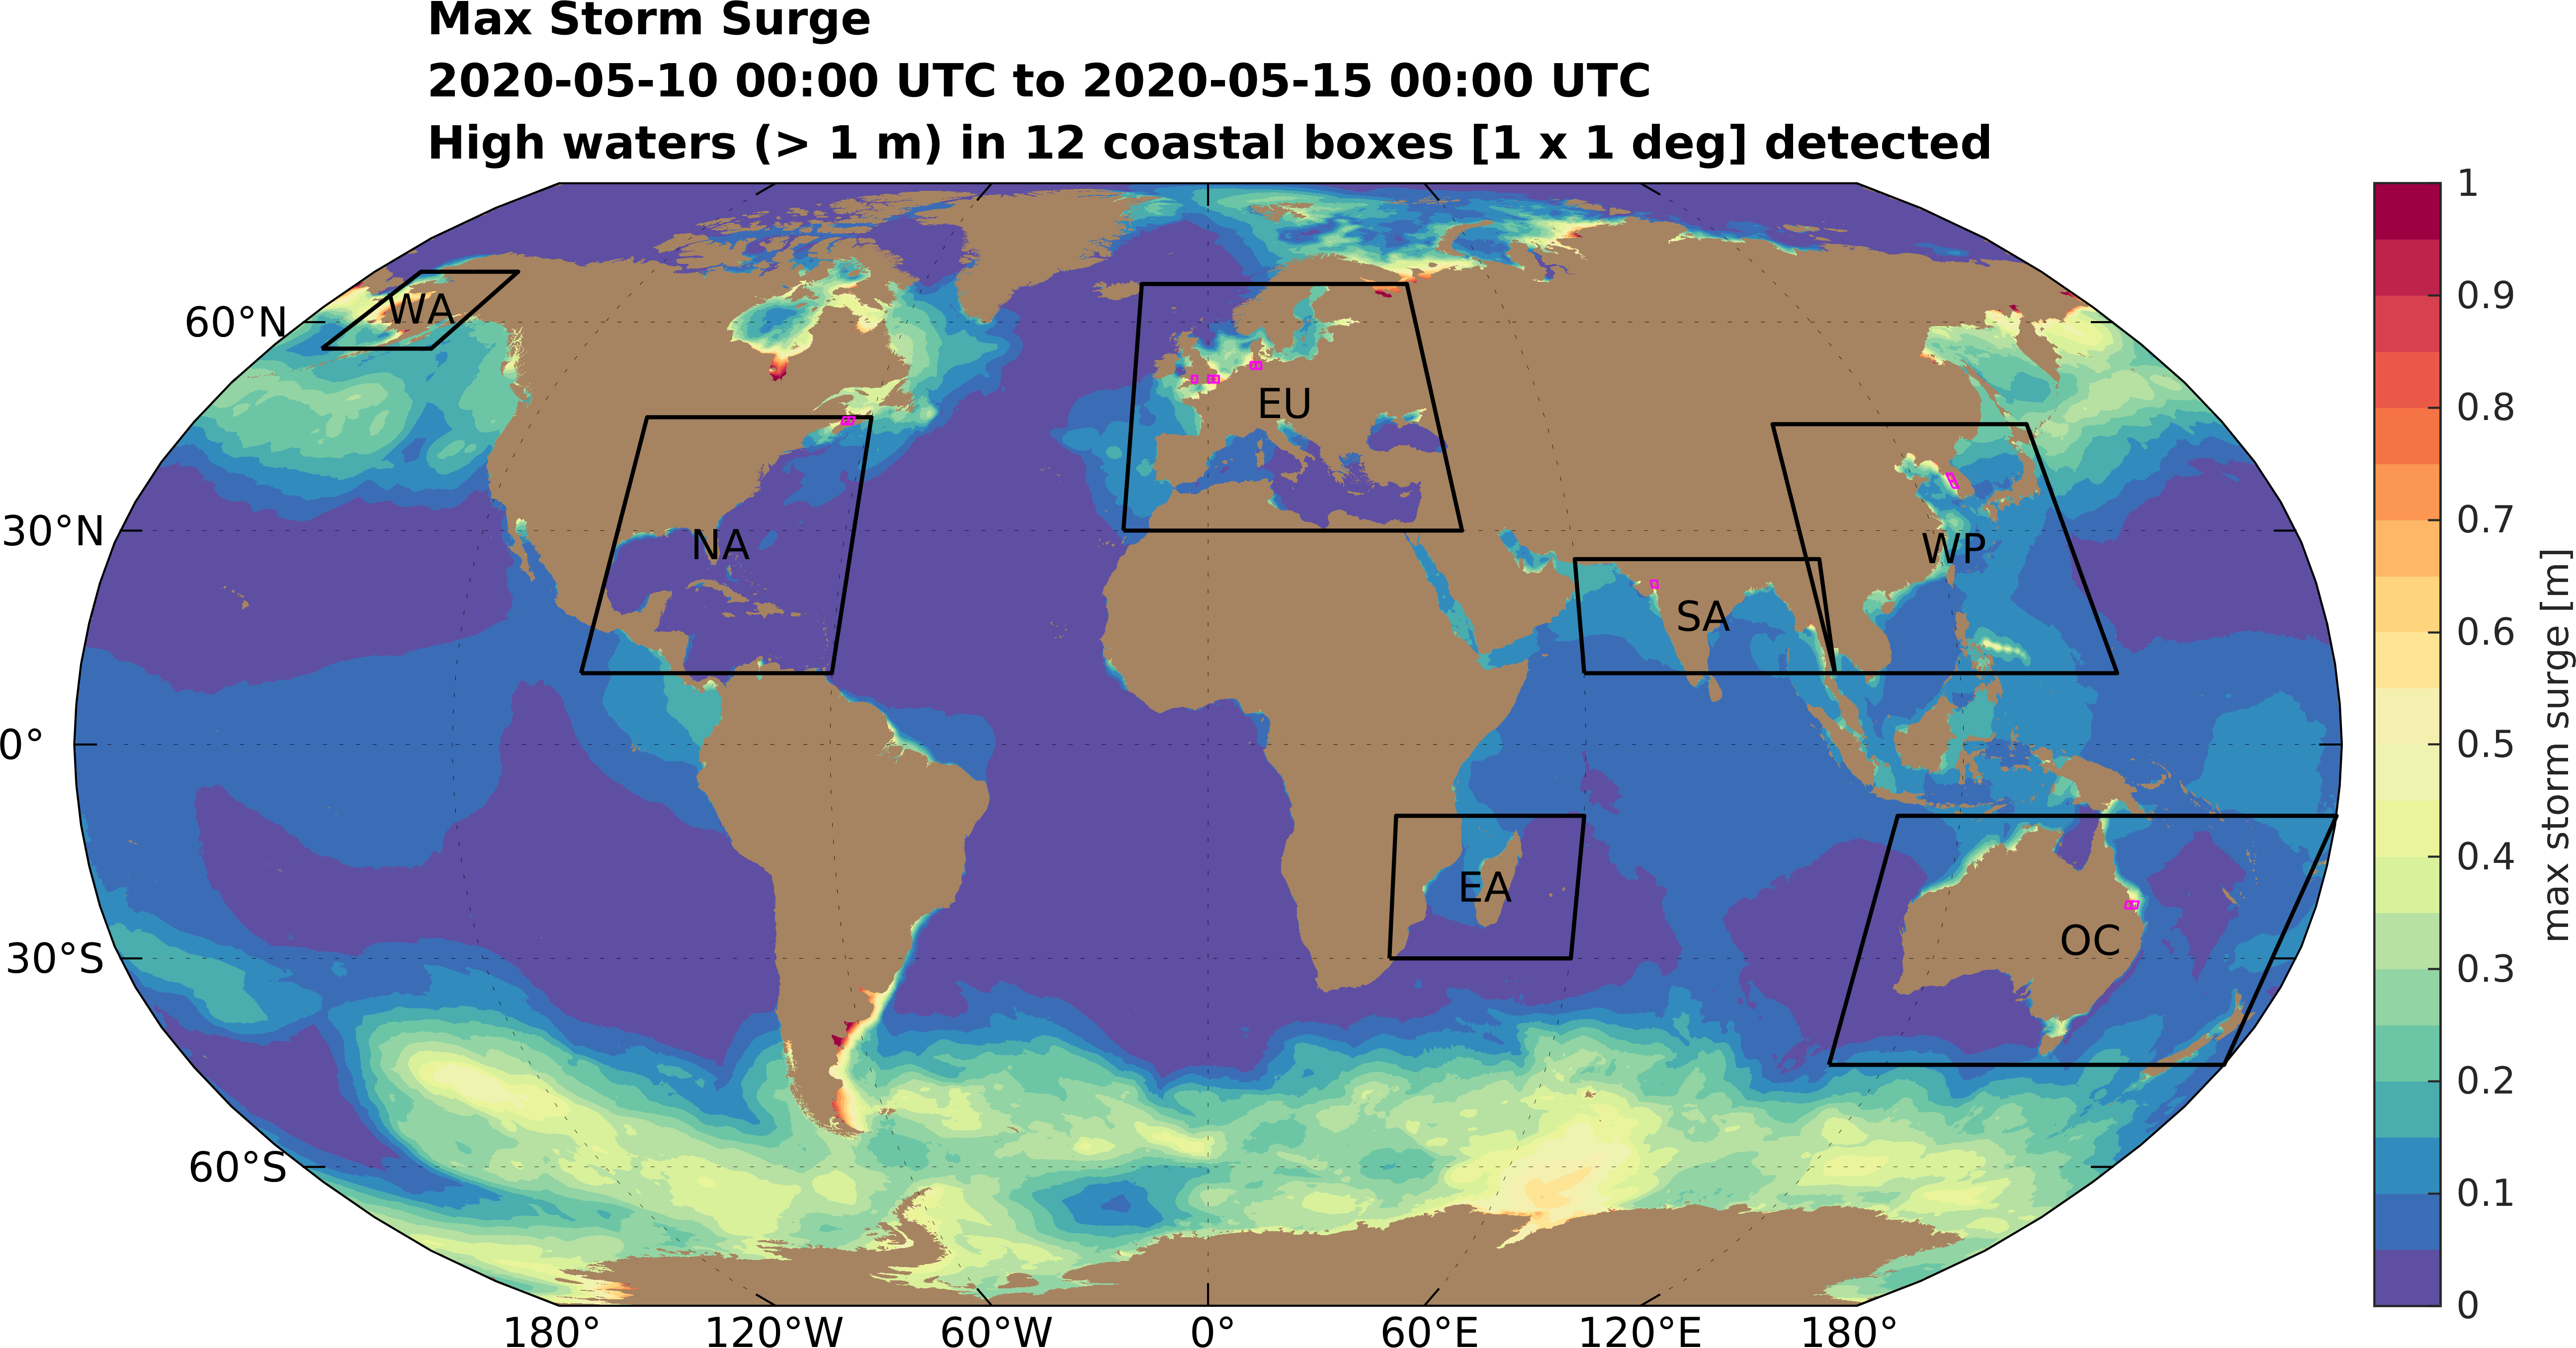 Max Storm Surge
2020-05-10 00:00 UTC to 2020-05-15 00:00 UTC
High waters (> 1 m) in 12 coastal boxes [1 x 1 deg] detected
60°N
30°N
0°
30°S
60°S
WA
EU
NA
WP
SA
EA
OC
180°
120°W
60°W
0°
60°E
120°E
180°
1
0.9
0.8
0.7
0.6
0.5
0.4
0.3
0.2
0.1
0
max storm surge [m]